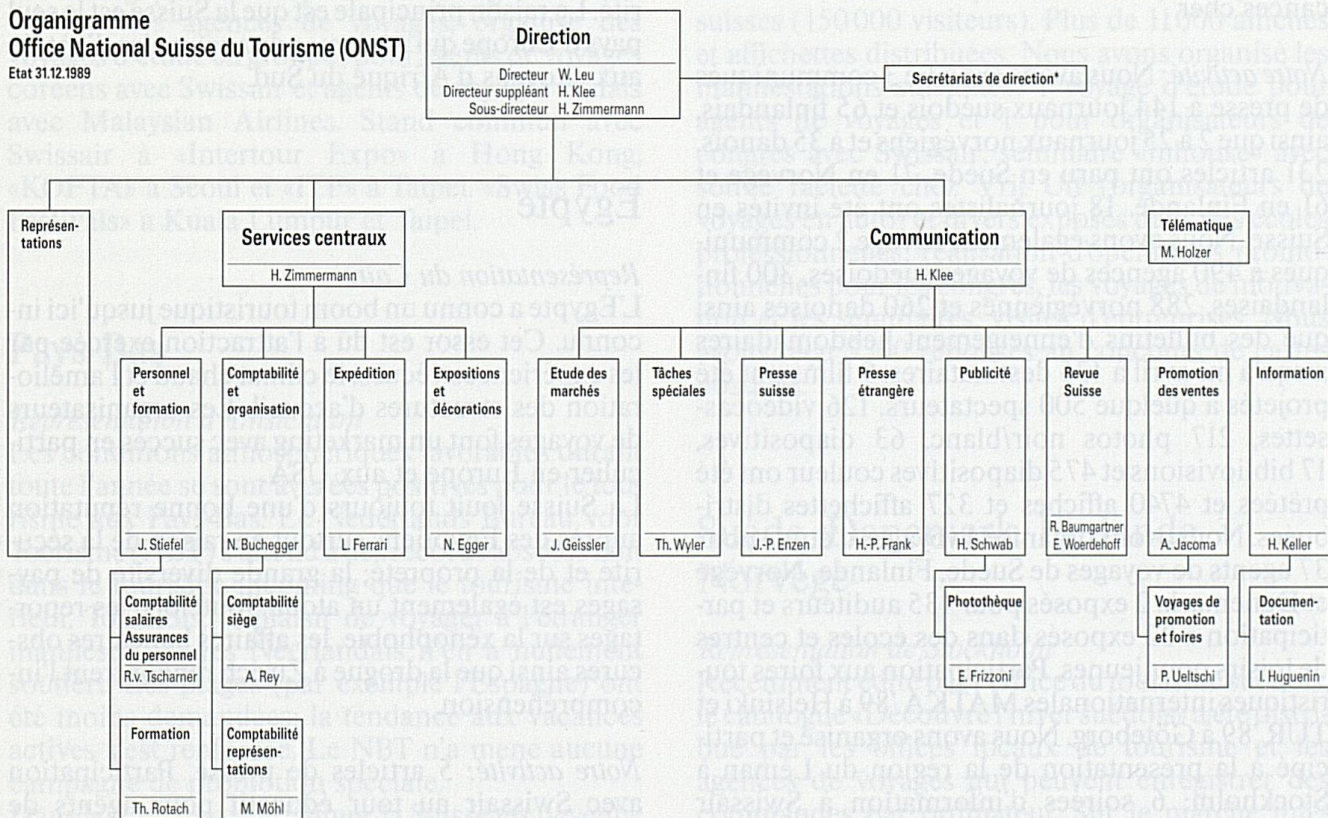 Organigramme
Office National Suisse du Tourisme (ONST)
Etat 31.12.1989
Direction
Directeur W. Leu
Directeur suppléant H. Klee
Sous-directeur H. Zimmermann
Secrétariats de direction*
Représen-
tations
Services centraux
H. Zimmermann
Communication
H. Klee
Télématique
M. Holzer
Personnel
et
formation
J. Stiefel
Comptabilité
et
organisation
N. Buchegger
Expédition
L. Ferrari
Expositions
et
décorations
N. Egger
Etude des
marchés
J. Geissler
Tâches
spéciales
Th. Wyler
Presse
suisse
J.-P. Enzen
Presse
étrangère
H.-P. Frank
Publicité
H. Schwab
Revue
Suisse
R. Baumgartner
E. Woerdehoff
Promotion
des ventes
A. Jacoma
Information
H. Keller
Comptabilité
salaires
Assurances
du personnel
R.v. Tscharner
Comptabilité
siège
A. Rey
Photothèque
E. Frizzoni
Voyages de
promotion
et foires
P. Ueltschi
Documen-
tation
I. Huguenin
Formation
Th. Rotach
Comptabilité
représen-
tations
M. Möhl